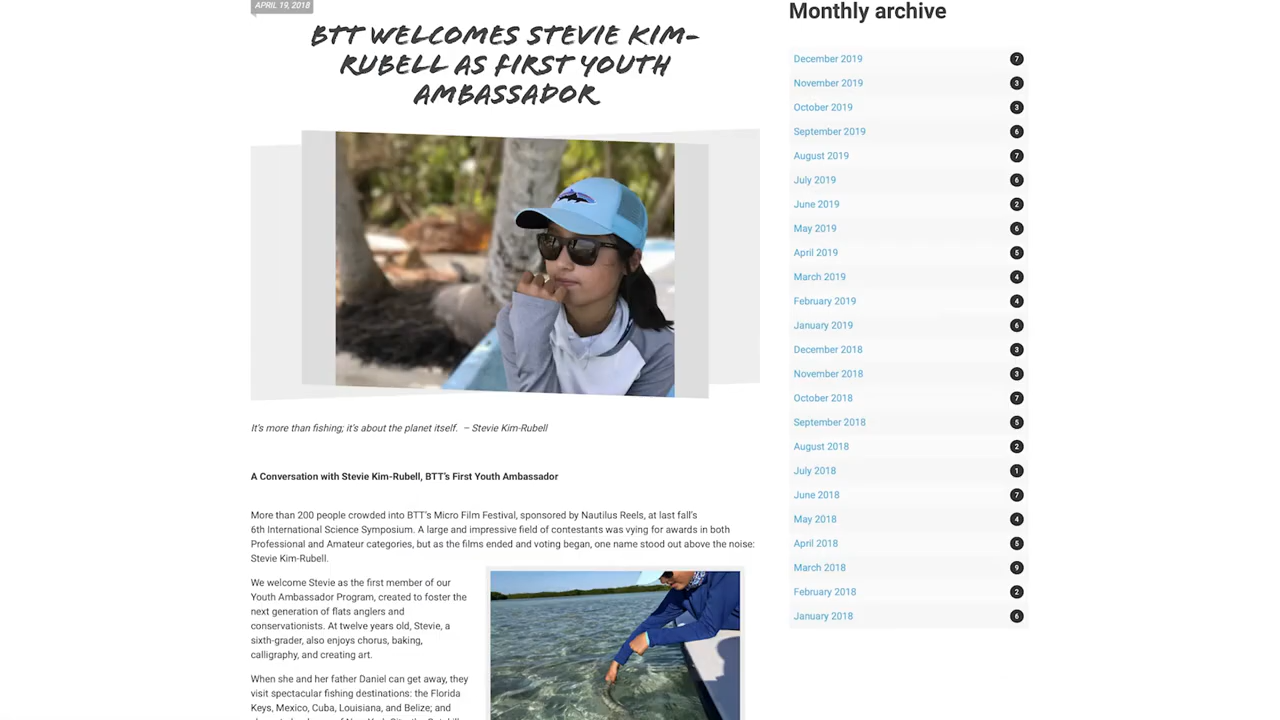 APRIL 19, 2018
BTT WELCOMES STEVIE KIM-
RUBELL AS FIRST YOUTH
AMBASSADOR
It's more than fishing; it's about the planet itself. – Stevie Kim-Rubell
A Conversation with Stevie Kim-Rubell, BTT's First Youth Ambassador
More than 200 people crowded into BTT's Micro Film Festival, sponsored by Nautilus Reels, at last fall's
6th International Science Symposium. A large and impressive field of contestants was vying for awards in both
Professional and Amateur categories, but as the films ended and voting began, one name stood out above the noise:
Stevie Kim-Rubell.
We welcome Stevie as the first member of our
Youth Ambassador Program, created to foster the
next generation of flats anglers and
conservationists. At twelve years old, Stevie, a
sixth-grader, also enjoys chorus, baking,
calligraphy, and creating art.
When she and her father Daniel can get away, they
visit spectacular fishing destinations: the Florida
Keys, Mexico, Cuba, Louisiana, and Belize; and
Monthly archive
December 2019 7
November 2019 3
October 2019 3
September 2019 6
August 2019 7
July 2019 6
June 2019 2
May 2019 6
April 2019 5
March 2019 4
February 2019 4
January 2019 6
December 2018 3
November 2018 3
October 2018 7
September 2018 5
August 2018 2
July 2018 1
June 2018 7
May 2018 4
April 2018 5
March 2018 9
February 2018 2
January 2018 6